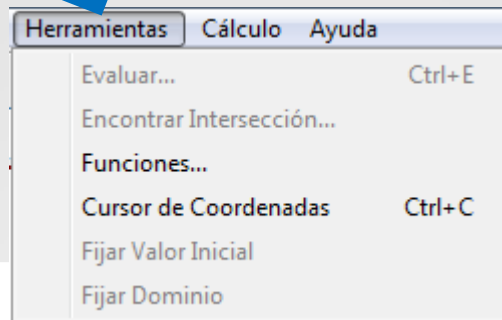 Herramientas Cálculo Ayuda
Evaluar... Ctrl+E
Encontrar Intersección...
Funciones...
Cursor de Coordenadas Ctrl+C
Fijar Valor Inicial
Fijar Dominio